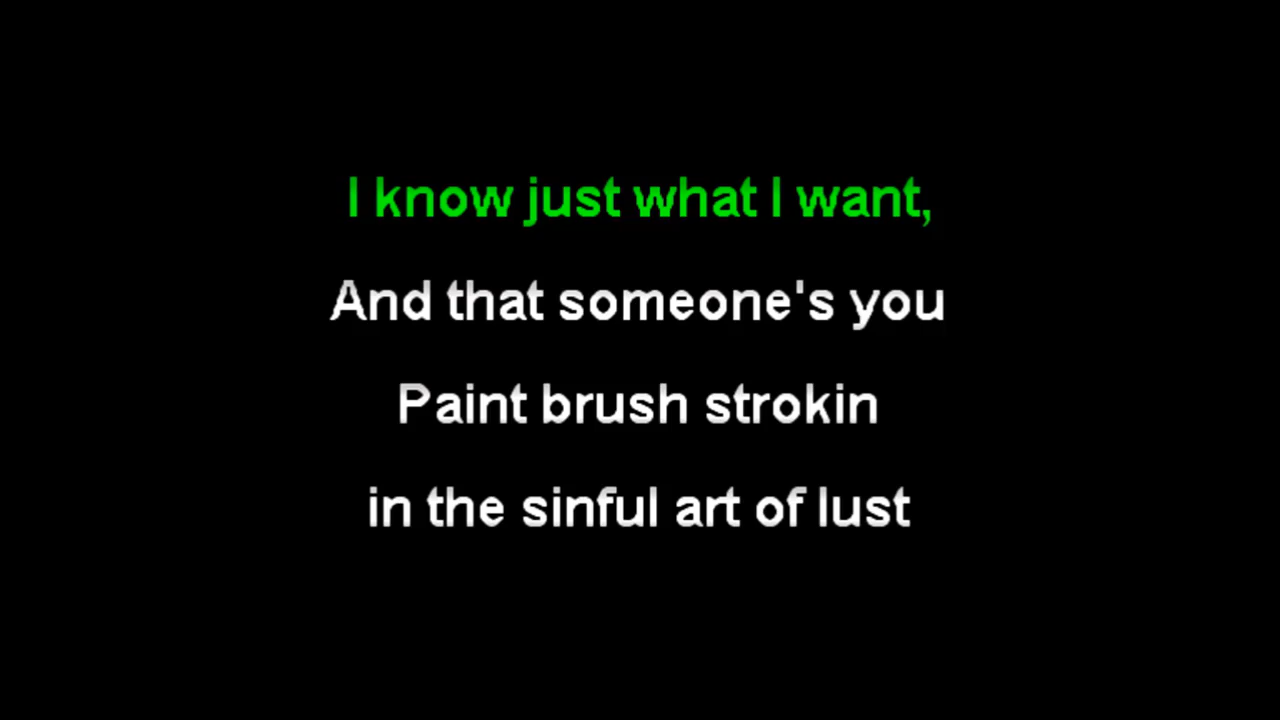 I know just what I want,
And that someone's you
Paint brush strokin
in the sinful art of lust